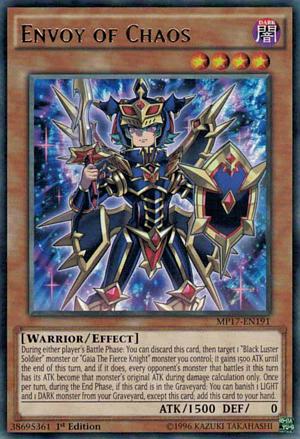 ENVOY OF CHAOS
DARK
闇
MP17-EN191
[WARRIOR/EFFECT]
During either player's Battle Phase: You can discard this card, then target 1 "Black Luster
Soldier" monster or "Gaia The Fierce Knight" monster you control; it gains 1500 ATK until
the end of this turn, and if it does, every opponent's monster that battles it this turn
has its ATK become that monster's original ATK during damage calculation only. Once
per turn, during the End Phase, if this card is in the Graveyard: You can banish 1 LIGHT
and 1 DARK monster from your Graveyard, except this card; add this card to your hand.
ATK/1500 DEF/ 0
38695361 1st Edition
©1996 KAZUKI TAKAHASHI